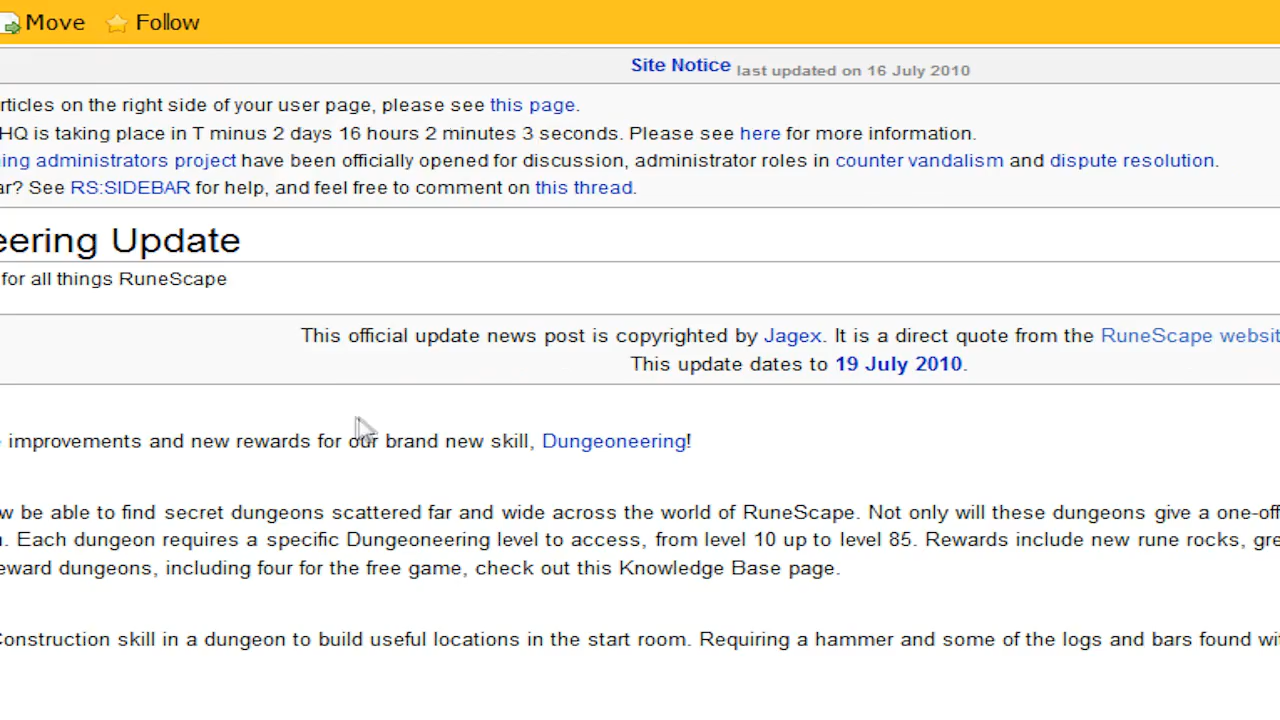 Move Follow
Site Notice last updated on 16 July 2010
rticles on the right side of your user page, please see this page.
HQ is taking place in T minus 2 days 16 hours 2 minutes 3 seconds. Please see here for more information.
ing administrators project have been officially opened for discussion, administrator roles in counter vandalism and dispute resolution.
ar? See RS:SIDEBAR for help, and feel free to comment on this thread.
eering Update
for all things RuneScape
This official update news post is copyrighted by Jagex. It is a direct quote from the RuneScape websit
This update dates to 19 July 2010.
improvements and new rewards for our brand new skill, Dungeoneering!
w be able to find secret dungeons scattered far and wide across the world of RuneScape. Not only will these dungeons give a one-off
. Each dungeon requires a specific Dungeoneering level to access, from level 10 up to level 85. Rewards include new rune rocks, gre
eward dungeons, including four for the free game, check out this Knowledge Base page.
Construction skill in a dungeon to build useful locations in the start room. Requiring a hammer and some of the logs and bars found wi